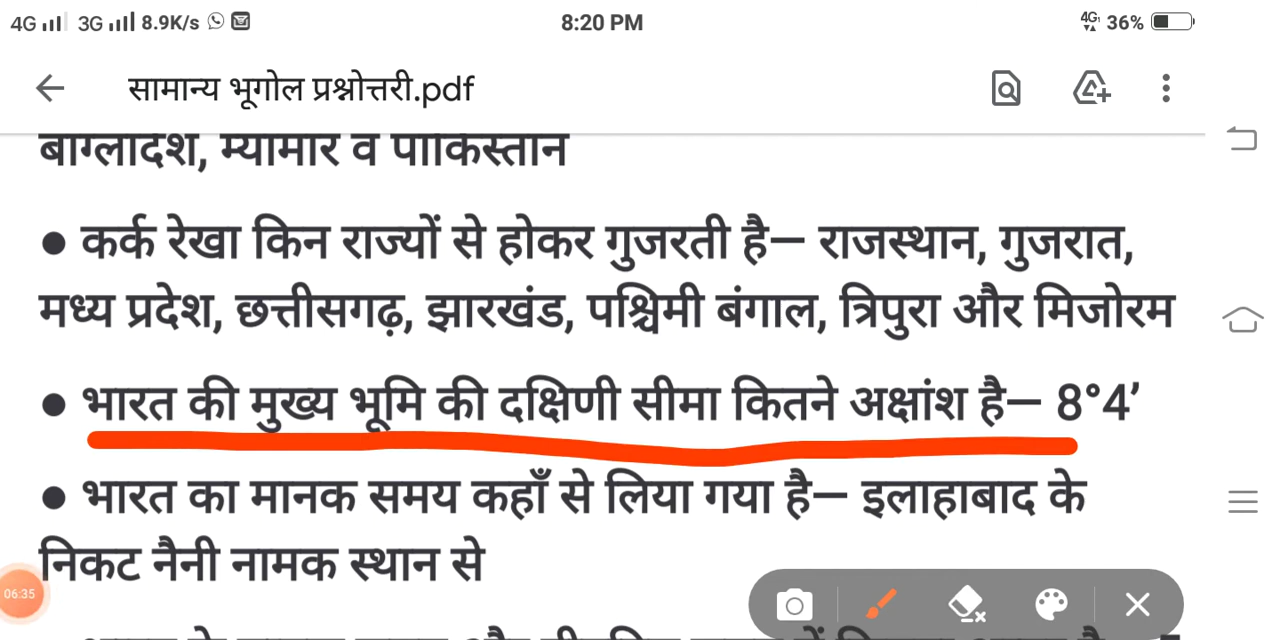 4G 3G 8.9K/s 8:20 PM 4G 36%
सामान्य भूगोल प्रश्नोत्तरी.pdf
बांग्लादेश, म्यांमार व पाकिस्तान
● कर्क रेखा किन राज्यों से होकर गुजरती है— राजस्थान, गुजरात,
मध्य प्रदेश, छत्तीसगढ़, झारखंड, पश्चिमी बंगाल, त्रिपुरा और मिजोरम
● भारत की मुख्य भूमि की दक्षिणी सीमा कितने अक्षांश है— 8°4’
● भारत का मानक समय कहाँ से लिया गया है— इलाहाबाद के
निकट नैनी नामक स्थान से
06:35